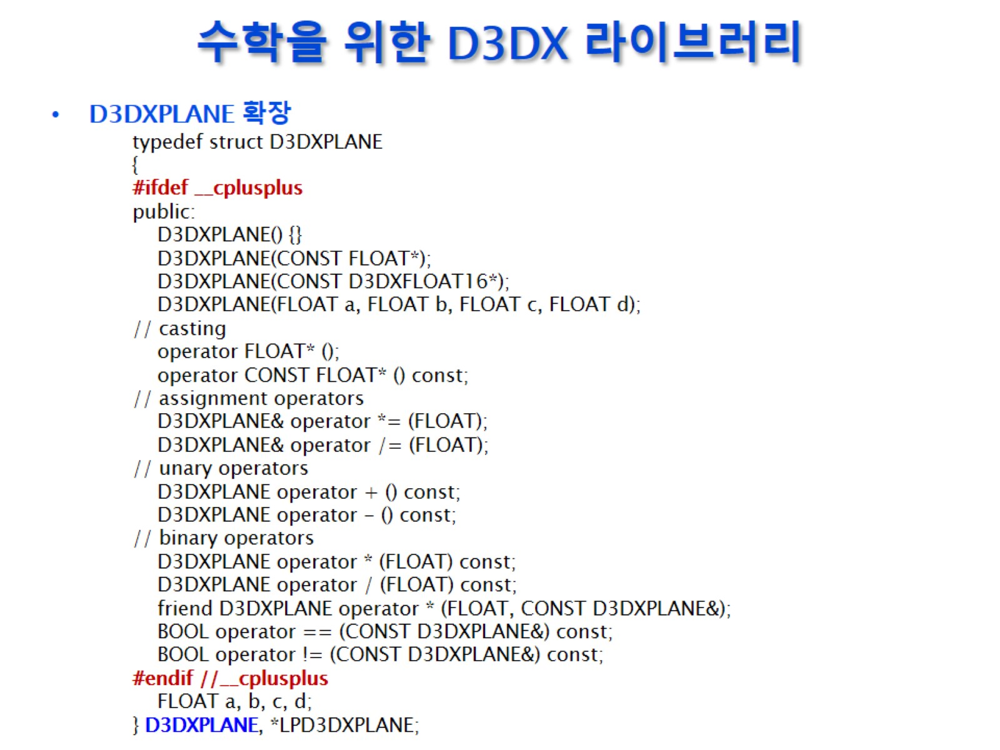 수학을 위한 D3DX 라이브러리
• D3DXPLANE 확장
typedef struct D3DXPLANE
{
#ifdef __cplusplus
public:
D3DXPLANE() {}
D3DXPLANE(CONST FLOAT*);
D3DXPLANE(CONST D3DXFLOAT16*);
D3DXPLANE(FLOAT a, FLOAT b, FLOAT c, FLOAT d);
// casting
operator FLOAT* ();
operator CONST FLOAT* () const;
// assignment operators
D3DXPLANE& operator *= (FLOAT);
D3DXPLANE& operator /= (FLOAT);
// unary operators
D3DXPLANE operator + () const;
D3DXPLANE operator - () const;
// binary operators
D3DXPLANE operator * (FLOAT) const;
D3DXPLANE operator / (FLOAT) const;
friend D3DXPLANE operator * (FLOAT, CONST D3DXPLANE&);
BOOL operator == (CONST D3DXPLANE&) const;
BOOL operator != (CONST D3DXPLANE&) const;
#endif //__cplusplus
FLOAT a, b, c, d;
} D3DXPLANE, *LPD3DXPLANE;